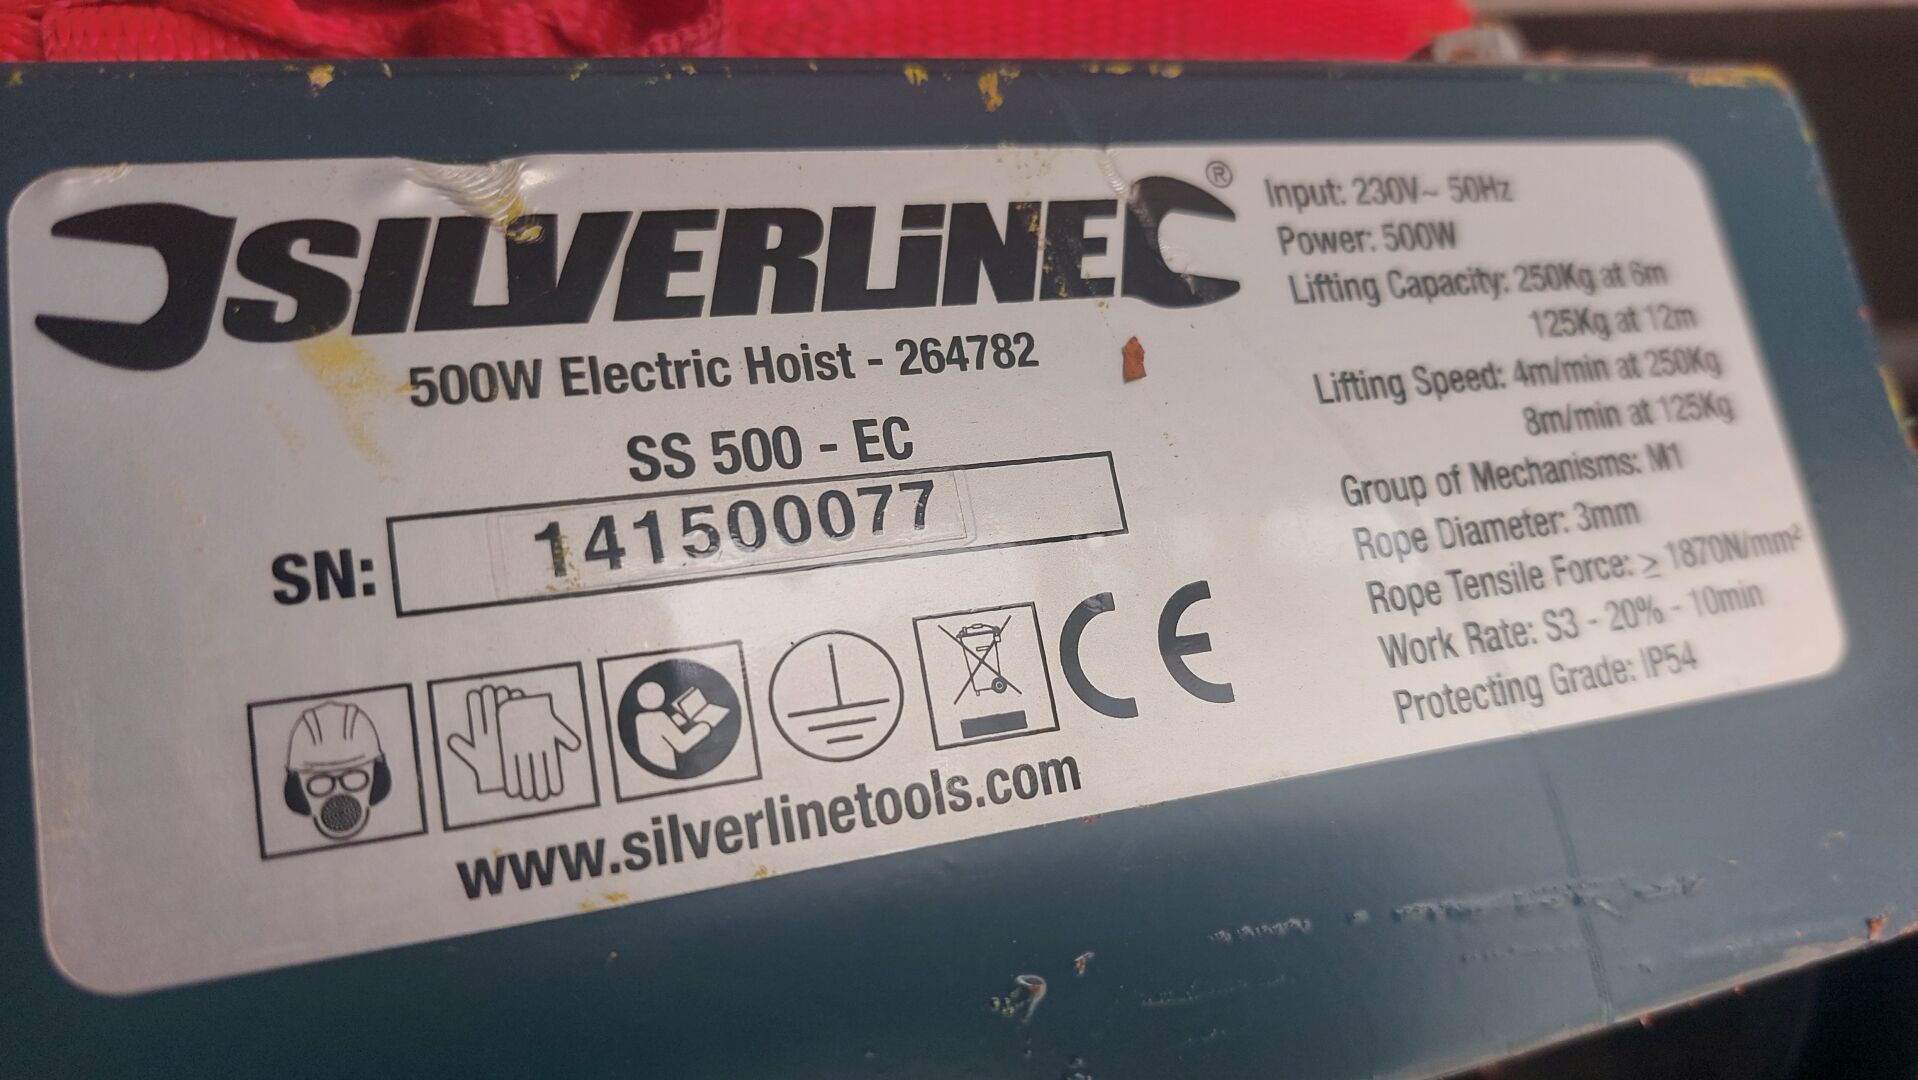 SILVERLiNE®
500W Electric Hoist - 264782
SS 500 - EC
SN: 141500077
CE
www.silverlinetools.com
Input: 230V~ 50Hz
Power: 500W
Lifting Capacity: 250Kg at 6m
125Kg at 12m
Lifting Speed: 4m/min at 250Kg
8m/min at 125Kg
Group of Mechanisms: M1
Rope Diameter: 3mm
Rope Tensile Force: ≥ 1870N/mm²
Work Rate: S3 - 20% - 10min
Protecting Grade: IP54